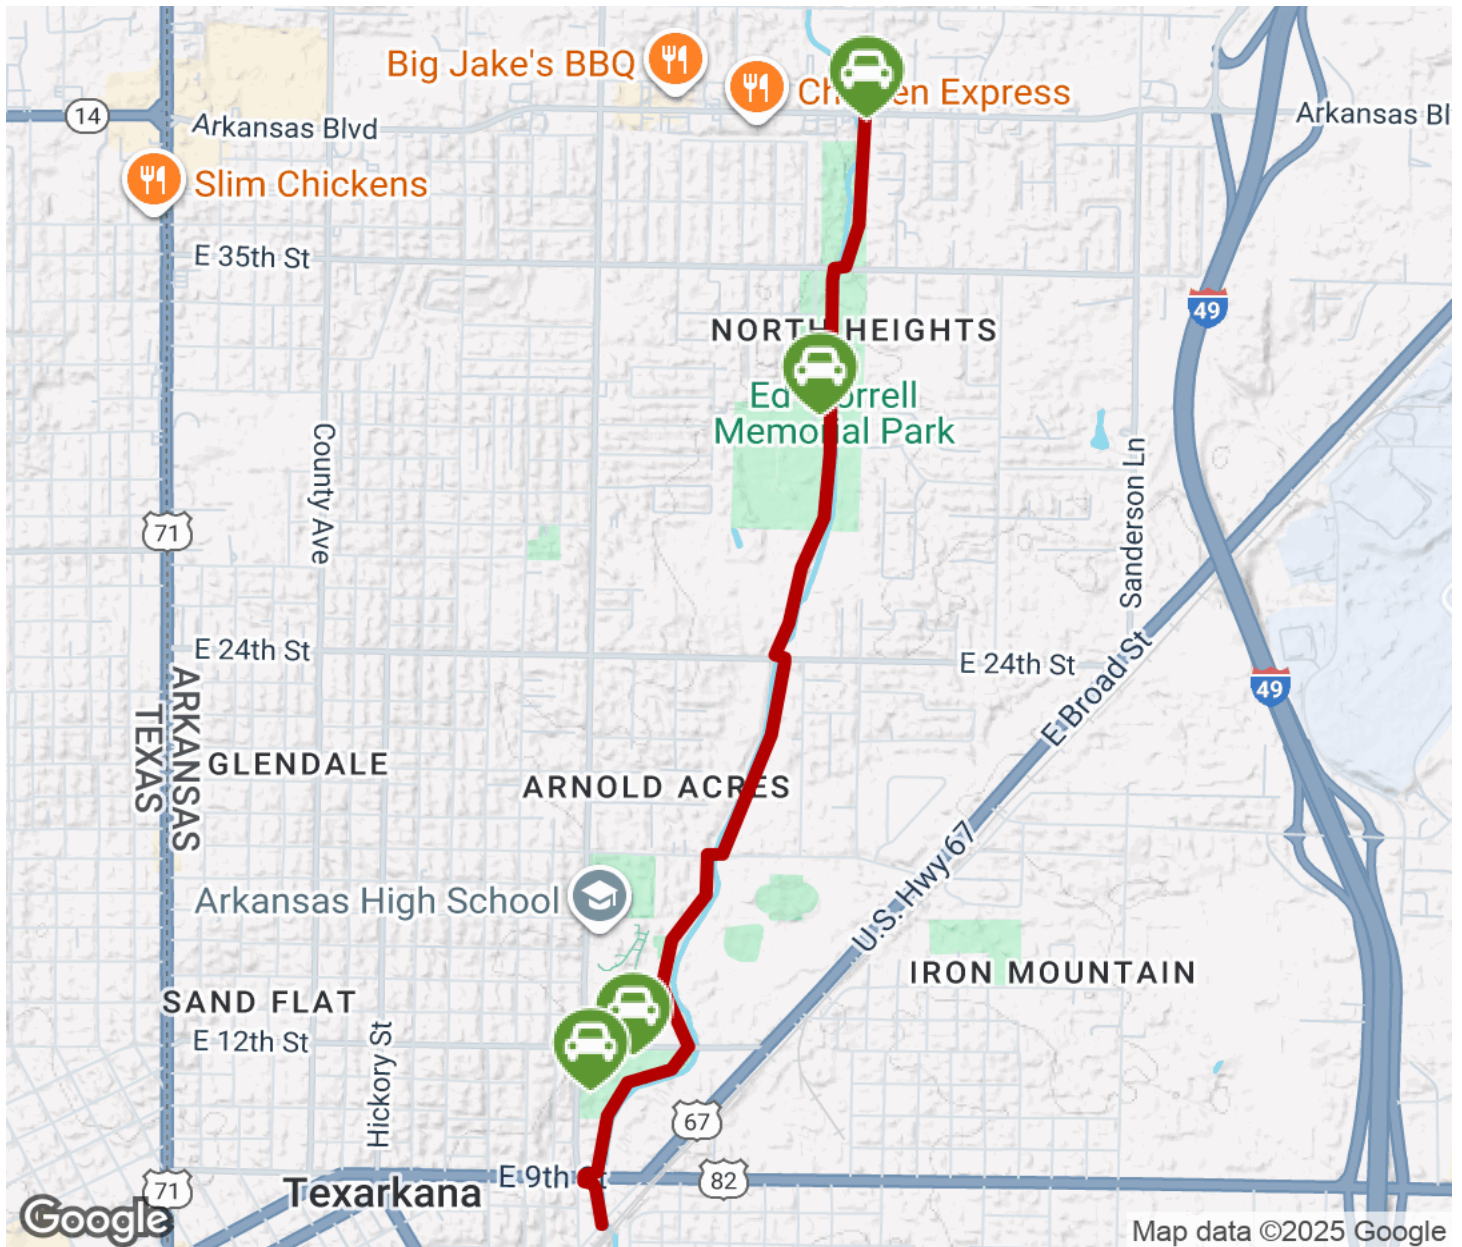 Big Jake's BBQ
Ch en Express
14
Arkansas Blvd
Arkansas Bl
Slim Chickens
E 35th St
49
NORTH HEIGHTS
Ed orrell
Memorial Park
County Ave
Sanderson Ln
71
E 24th St
E 24th St
E Broad St
49
ARKANSAS
TEXAS
GLENDALE
ARNOLD ACRES
U.S. Hwy 67
Arkansas High School
IRON MOUNTAIN
SAND FLAT
E 12th St
Hickory St
67
E 9th t
82
71
Texarkana
Google
Map data ©2025 Google